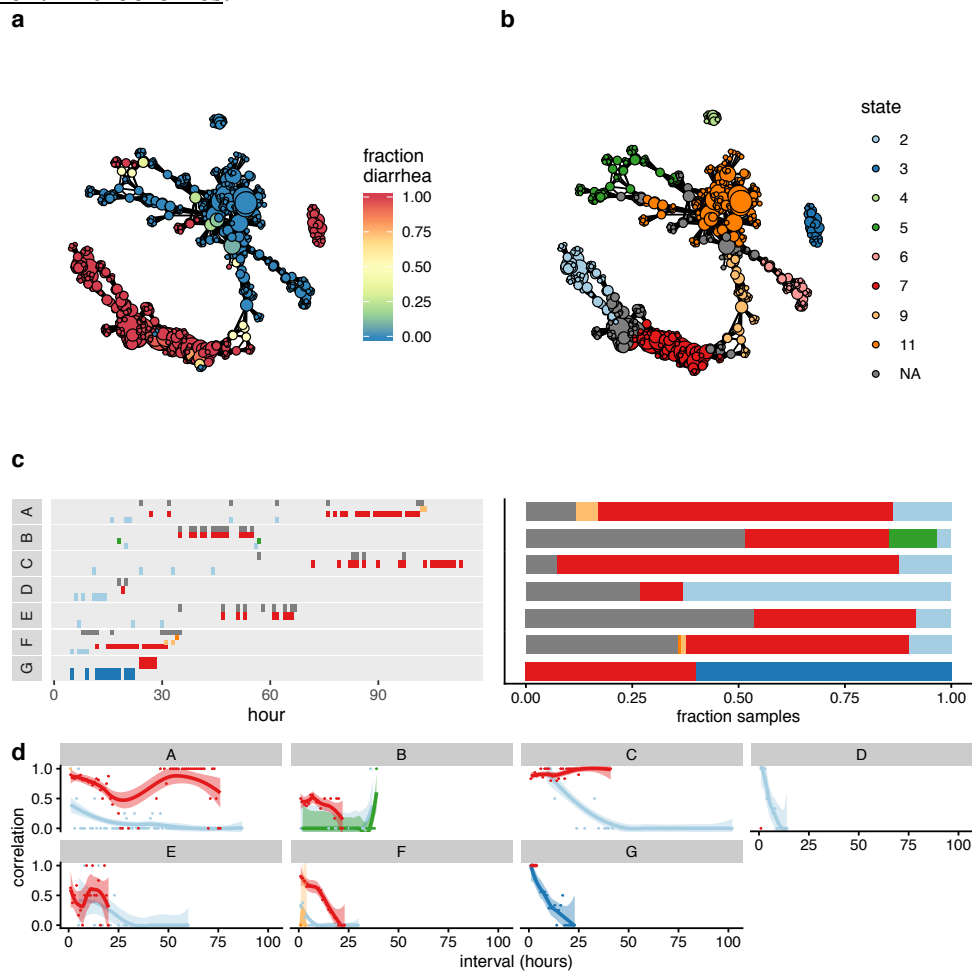 a
b
fraction
diarrhea
1.00
0.75
0.50
0.25
0.00
state
2
3
4
5
6
7
9
11
NA
c
A
B
C
D
E
F
G
0 30 60 90
hour
0.00 0.25 0.50 0.75 1.00
fraction samples
d
A B C D
1.0
0.5
0.0
0 25 50 75 100
E F G
1.0
0.5
0.0
0 25 50 75 100 0 25 50 75 100 0 25 50 75 100
correlation
interval (hours)